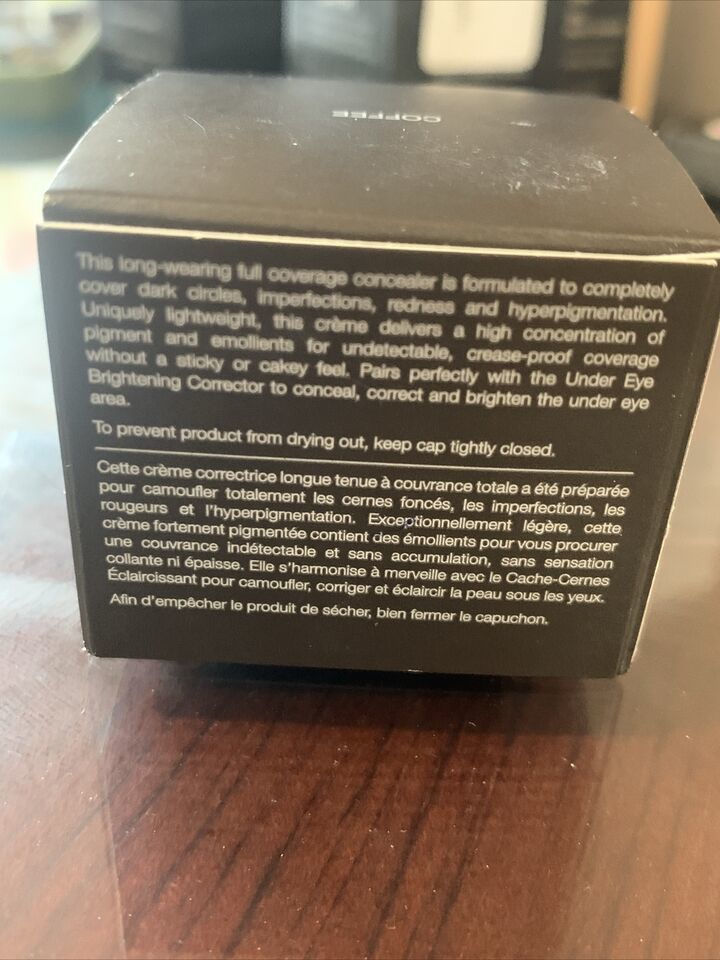 COFFEE
This long-wearing full coverage concealer is formulated to completely
cover dark circles, imperfections, redness and hyperpigmentation.
Uniquely lightweight, this crème delivers a high concentration of
pigment and emollients for undetectable, crease-proof coverage
without a sticky or cakey feel. Pairs perfectly with the Under Eye
Brightening Corrector to conceal, correct and brighten the under eye
area.
To prevent product from drying out, keep cap tightly closed.
Cette crème correctrice longue tenue à couvrance totale a été préparée
pour camoufler totalement les cernes foncés, les imperfections, les
rougeurs et l'hyperpigmentation. Exceptionnellement légère, cette
crème fortement pigmentée contient des émollients pour vous procurer
une couvrance indétectable et sans accumulation, sans sensation
collante ni épaisse. Elle s'harmonise à merveille avec le Cache-Cernes
Éclaircissant pour camoufler, corriger et éclaircir la peau sous les yeux.
Afin d'empêcher le produit de sécher, bien fermer le capuchon.